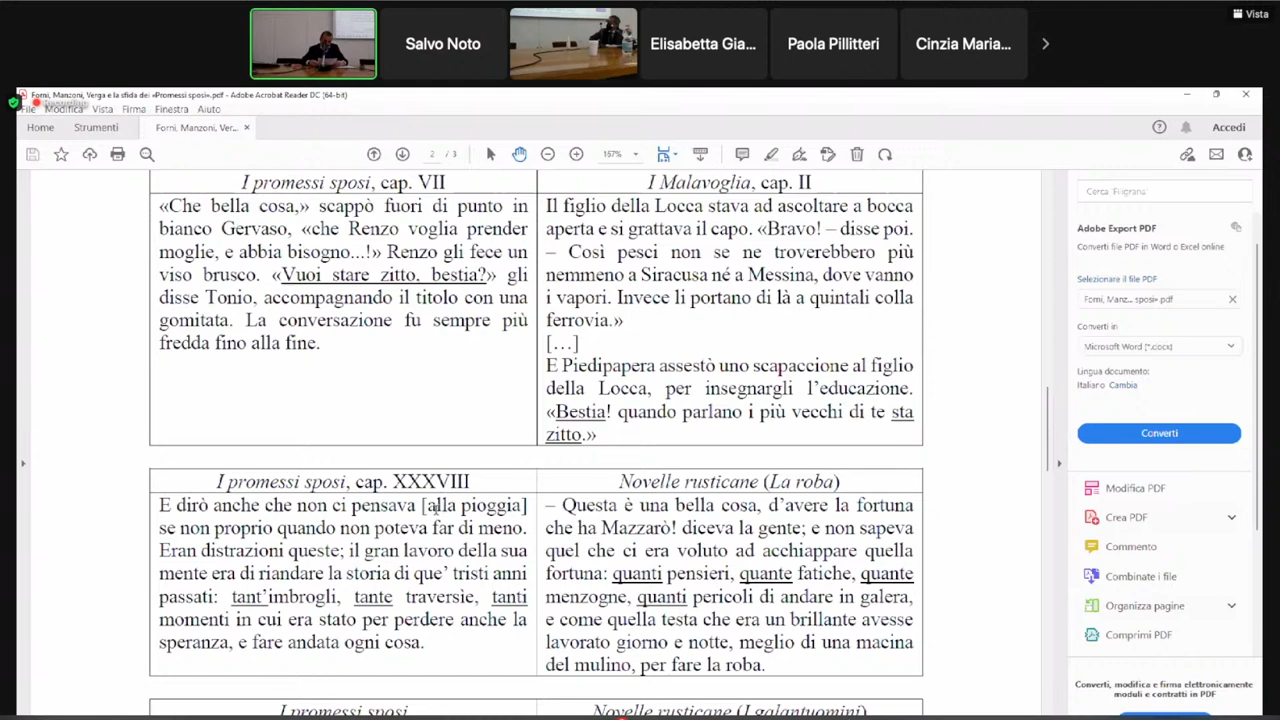 Vista
Salvo Noto
Elisabetta Gia...
Paola Pillitteri
Cinzia Maria...
Forni, Manzoni, Verga e la sfida dei «Promessi sposi».pdf - Adobe Acrobat Reader DC (64-bit)
File Modifica Vista Firma Finestra Aiuto
Recording
Home Strumenti Forni, Manzoni, Ver... × Accedi
2 / 3 157%
I promessi sposi, cap. VII
«Che bella cosa,» scappò fuori di punto in
bianco Gervaso, «che Renzo voglia prender
moglie, e abbia bisogno...!» Renzo gli fece un
viso brusco. «Vuoi stare zitto. bestia?» gli
disse Tonio, accompagnando il titolo con una
gomitata. La conversazione fu sempre più
fredda fino alla fine.
I Malavoglia, cap. II
Il figlio della Locca stava ad ascoltare a bocca
aperta e si grattava il capo. «Bravo! – disse poi.
– Così pesci non se ne troverebbero più
nemmeno a Siracusa né a Messina, dove vanno
i vapori. Invece li portano di là a quintali colla
ferrovia.»
[…]
E Piedipapera assestò uno scapaccione al figlio
della Locca, per insegnargli l’educazione.
«Bestia! quando parlano i più vecchi di te sta
zitto.»
I promessi sposi, cap. XXXVIII
E dirò anche che non ci pensava [alla pioggia]
se non proprio quando non poteva far di meno.
Eran distrazioni queste; il gran lavoro della sua
mente era di riandare la storia di que’ tristi anni
passati: tant’imbrogli, tante traversie, tanti
momenti in cui era stato per perdere anche la
speranza, e fare andata ogni cosa.
Novelle rusticane (La roba)
– Questa è una bella cosa, d’avere la fortuna
che ha Mazzarò! diceva la gente; e non sapeva
quel che ci era voluto ad acchiappare quella
fortuna: quanti pensieri, quante fatiche, quante
menzogne, quanti pericoli di andare in galera,
e come quella testa che era un brillante avesse
lavorato giorno e notte, meglio di una macina
del mulino, per fare la roba.
I promessi sposi
Novelle rusticane (I galantuomini)
Cerca 'Filigrana'
Adobe Export PDF
Converti file PDF in Word o Excel online
Selezionare il file PDF
Forni, Manz... sposi».pdf ×
Converti in
Microsoft Word (*.docx)
Lingua documento:
Italiano Cambia
Converti
Modifica PDF
Crea PDF
Commento
Combinate i file
Organizza pagine
Comprimi PDF
Converti, modifica e firma elettronicamente
moduli e contratti in PDF